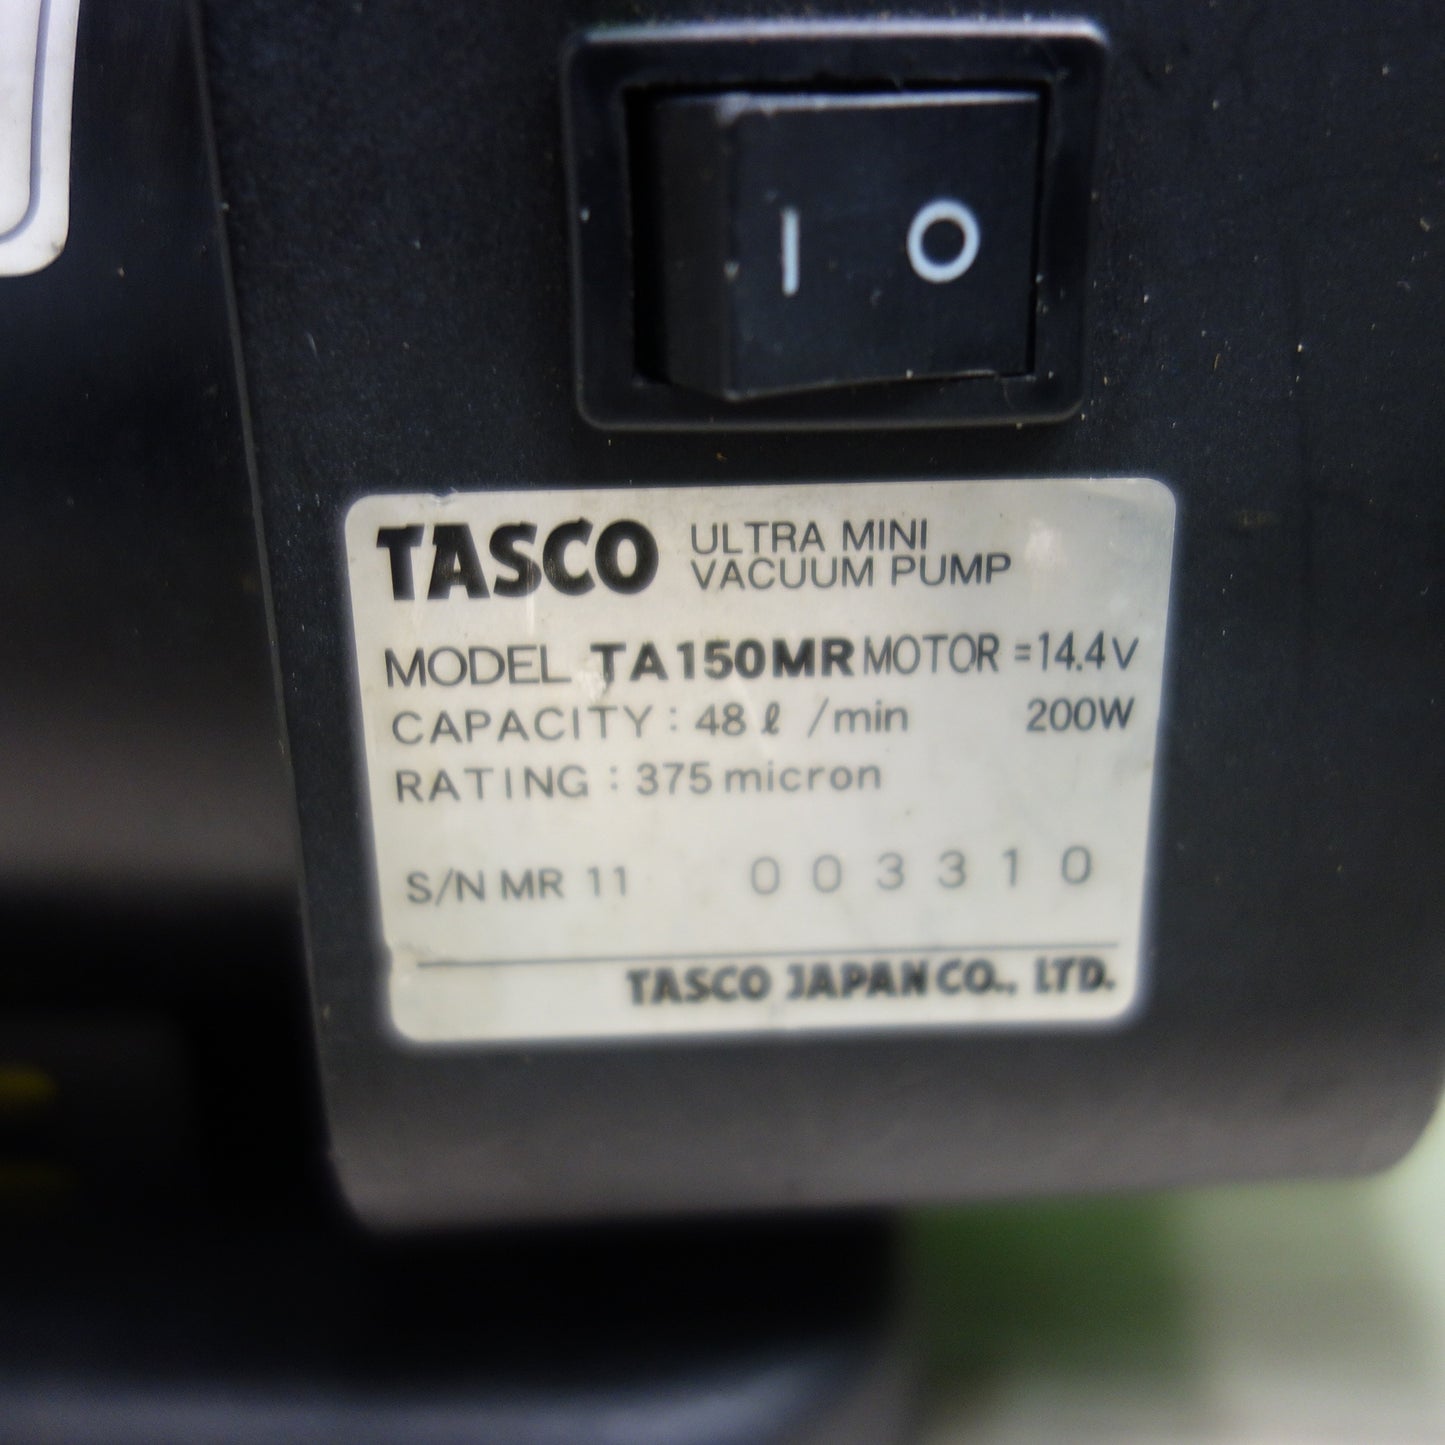 I O
TASCO ULTRA MINI
VACUUM PUMP
MODEL TA150MR MOTOR = 14.4V
CAPACITY : 48 ℓ /min 200W
RATING : 375 micron
S/N MR 11 003310
TASCO JAPAN CO., LTD.